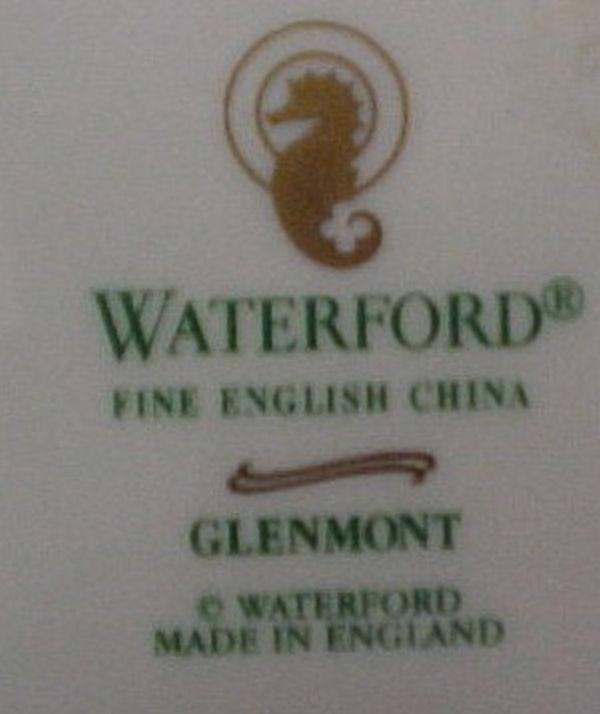 WATERFORD®
FINE ENGLISH CHINA
GLENMONT
© WATERFORD
MADE IN ENGLAND